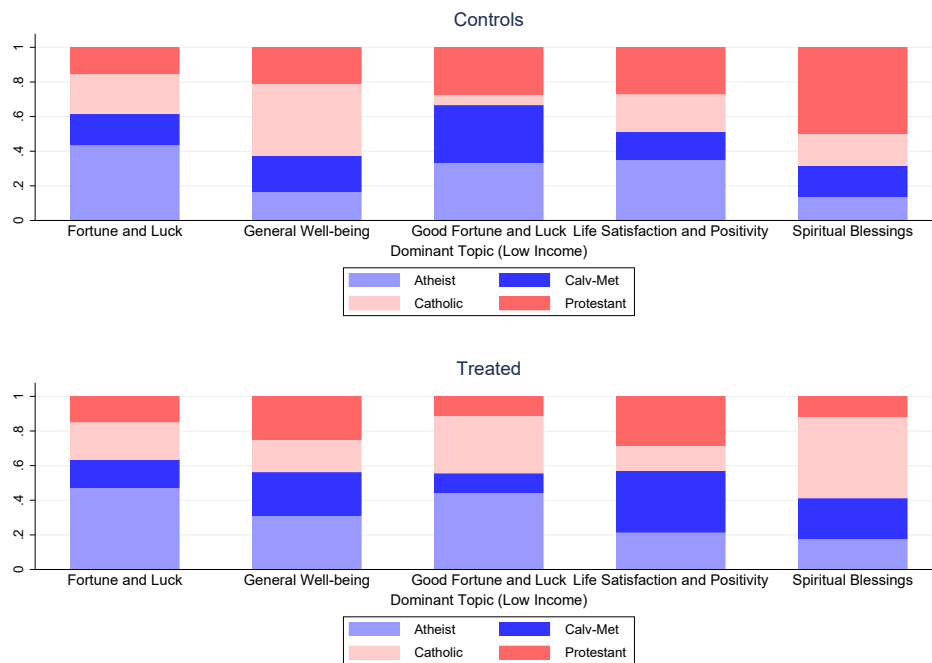 Controls
1
.8
.6
.4
.2
0
Fortune and Luck General Well-being Good Fortune and Luck Life Satisfaction and Positivity Spiritual Blessings
Dominant Topic (Low Income)
Atheist Calv-Met
Catholic Protestant
Treated
1
.8
.6
.4
.2
0
Fortune and Luck General Well-being Good Fortune and Luck Life Satisfaction and Positivity Spiritual Blessings
Dominant Topic (Low Income)
Atheist Calv-Met
Catholic Protestant